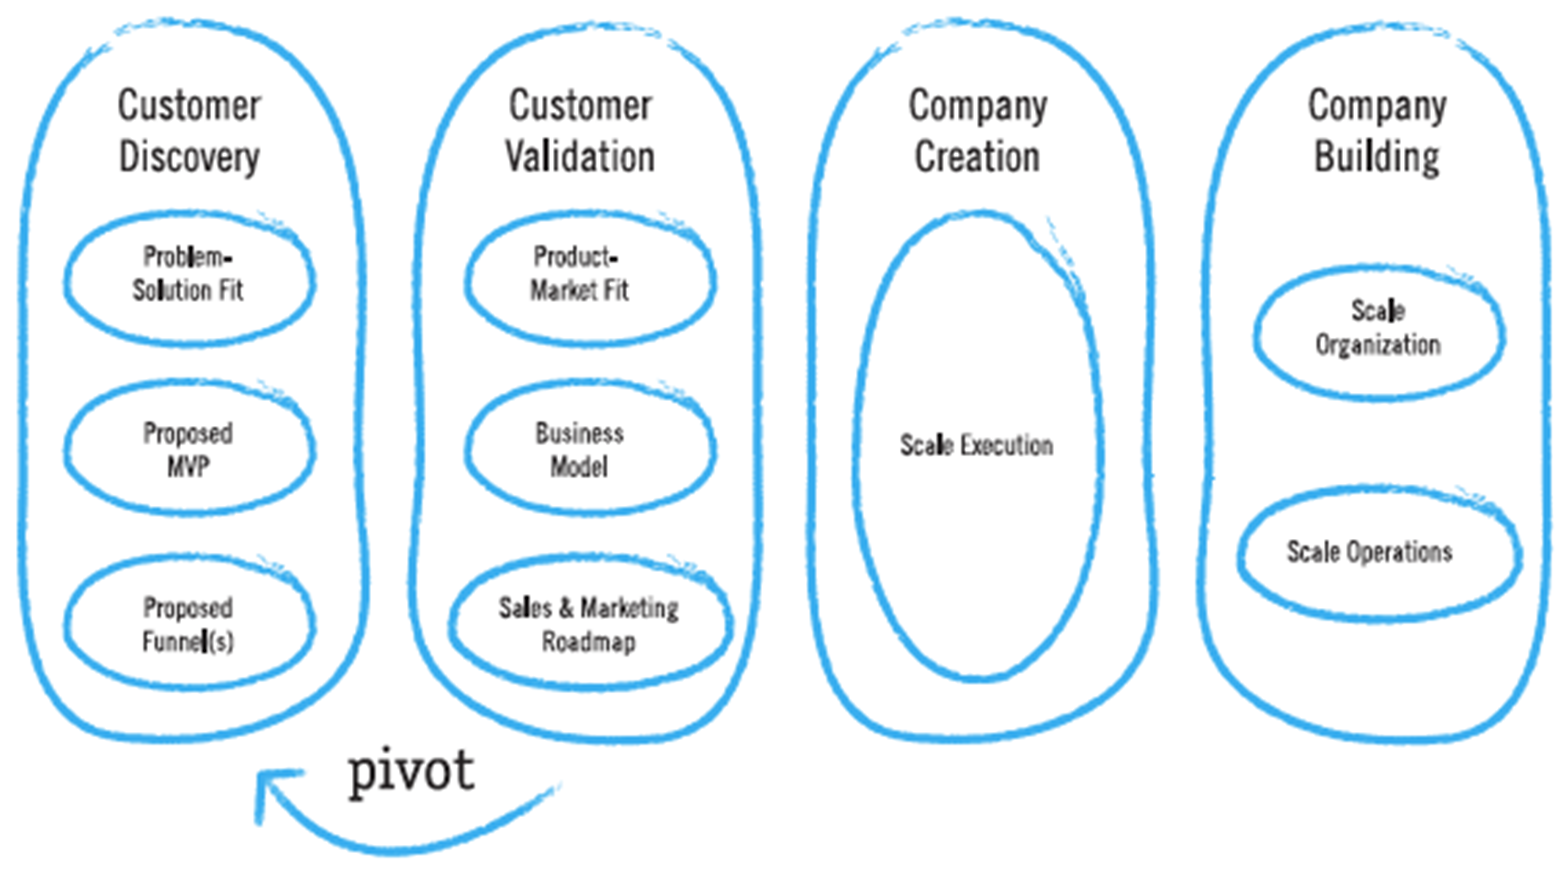 Customer
Discovery
Problem-
Solution Fit
Proposed
MVP
Proposed
Funnel(s)
Customer
Validation
Product-
Market Fit
Business
Model
Sales & Marketing
Roadmap
Company
Creation
Scale Execution
Company
Building
Scale
Organization
Scale Operations
pivot